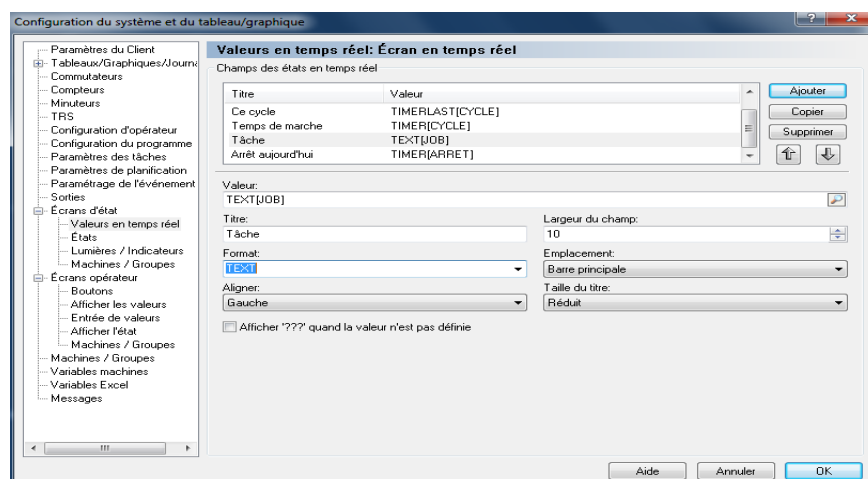 Configuration du système et du tableau/graphique
Paramètres du Client
Tableaux/Graphiques/Journa
Commutateurs
Compteurs
Minuteurs
TRS
Configuration d'opérateur
Configuration du programme
Paramètres des tâches
Paramètres de planification
Paramétrage de l'événement
Sorties
Écrans d'état
Valeurs en temps réel
États
Lumières / Indicateurs
Machines / Groupes
Écrans opérateur
Boutons
Afficher les valeurs
Entrée de valeurs
Afficher l'état
Machines / Groupes
Machines / Groupes
Variables machines
Variables Excel
Messages
Valeurs en temps réel: Écran en temps réel
Champs des états en temps réel
Titre Valeur
Ce cycle TIMERLAST[CYCLE]
Temps de marche TIMER[CYCLE]
Tâche TEXT[JOB]
Arrêt aujourd'hui TIMER[ARRET]
Ajouter
Copier
Supprimer
Valeur:
TEXT[JOB]
Titre: Largeur du champ:
Tâche 10
Format: Emplacement:
TEXT Barre principale
Aligner: Taille du titre:
Gauche Réduit
Afficher '???' quand la valeur n'est pas définie
Aide Annuler OK